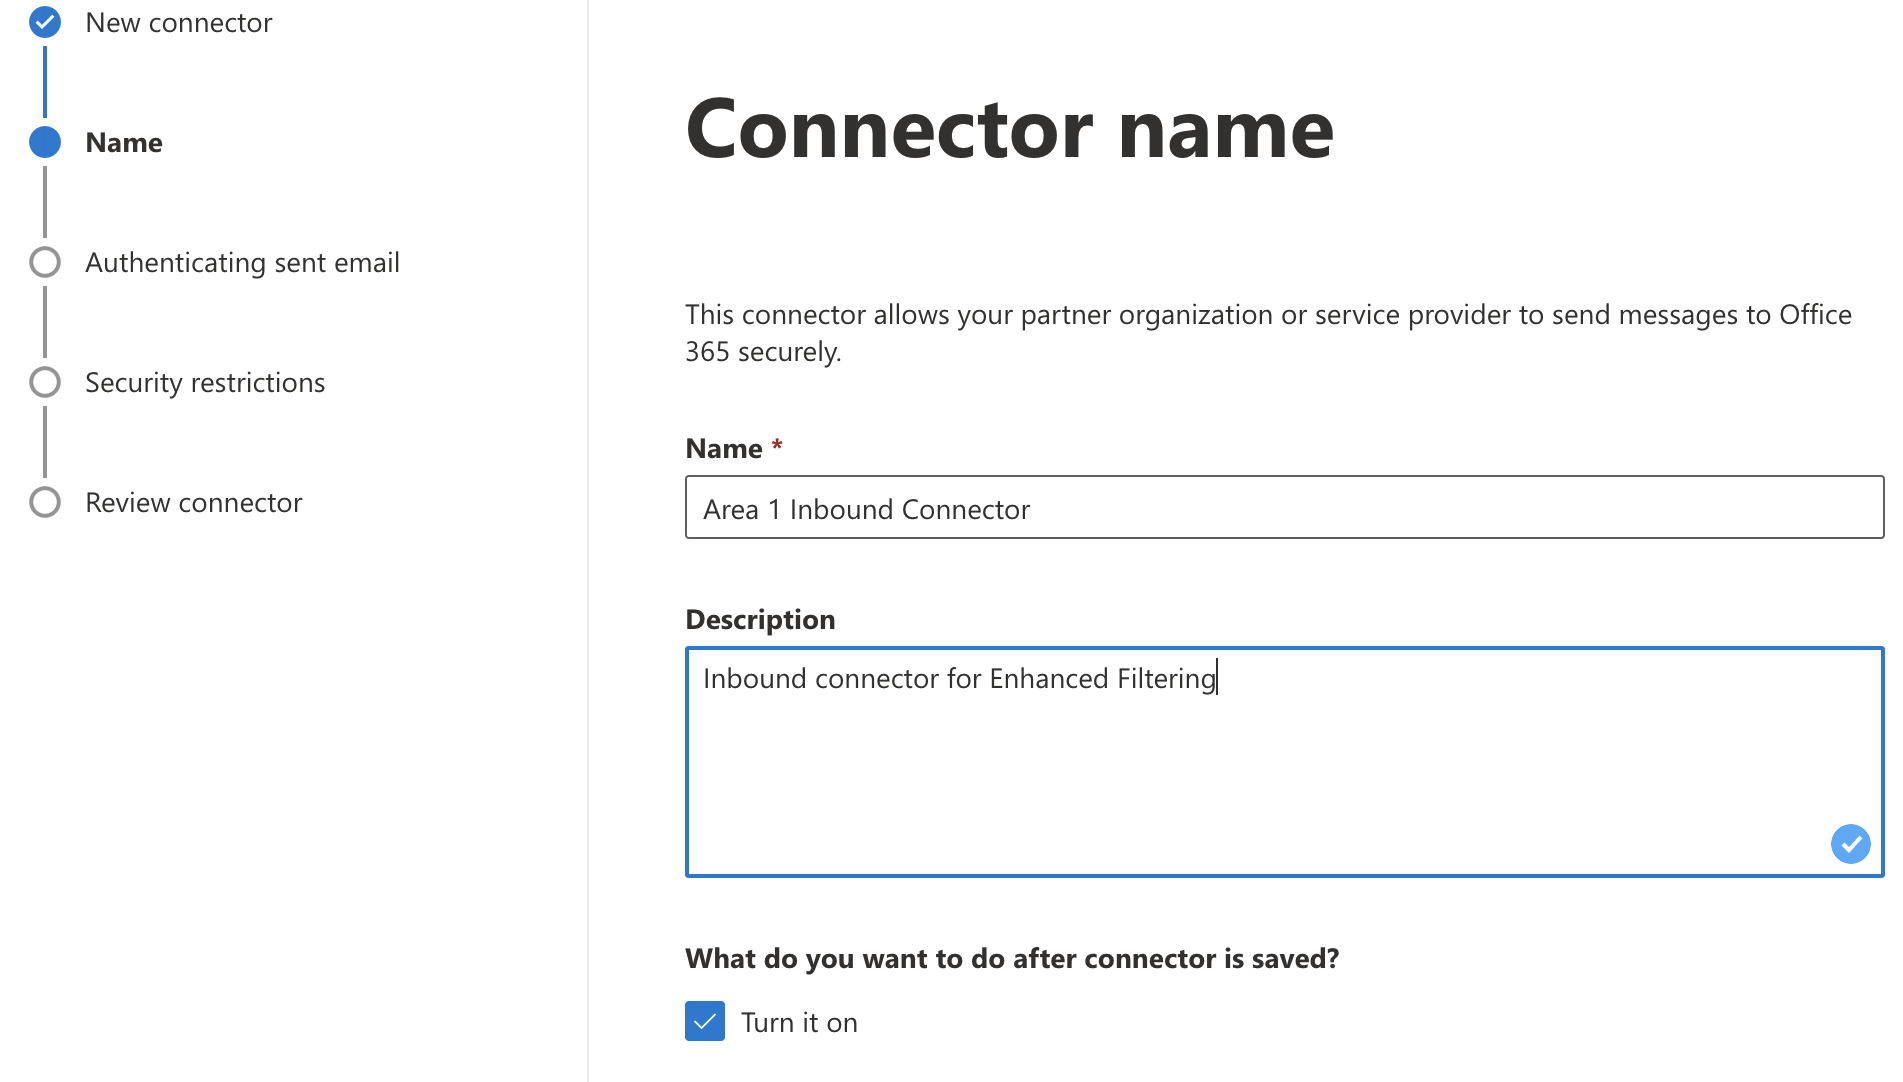 New connector
Name
Authenticating sent email
Security restrictions
Review connector
Connector name
This connector allows your partner organization or service provider to send messages to Office
365 securely.
Name *
Area 1 Inbound Connector
Description
Inbound connector for Enhanced Filtering
What do you want to do after connector is saved?
Turn it on